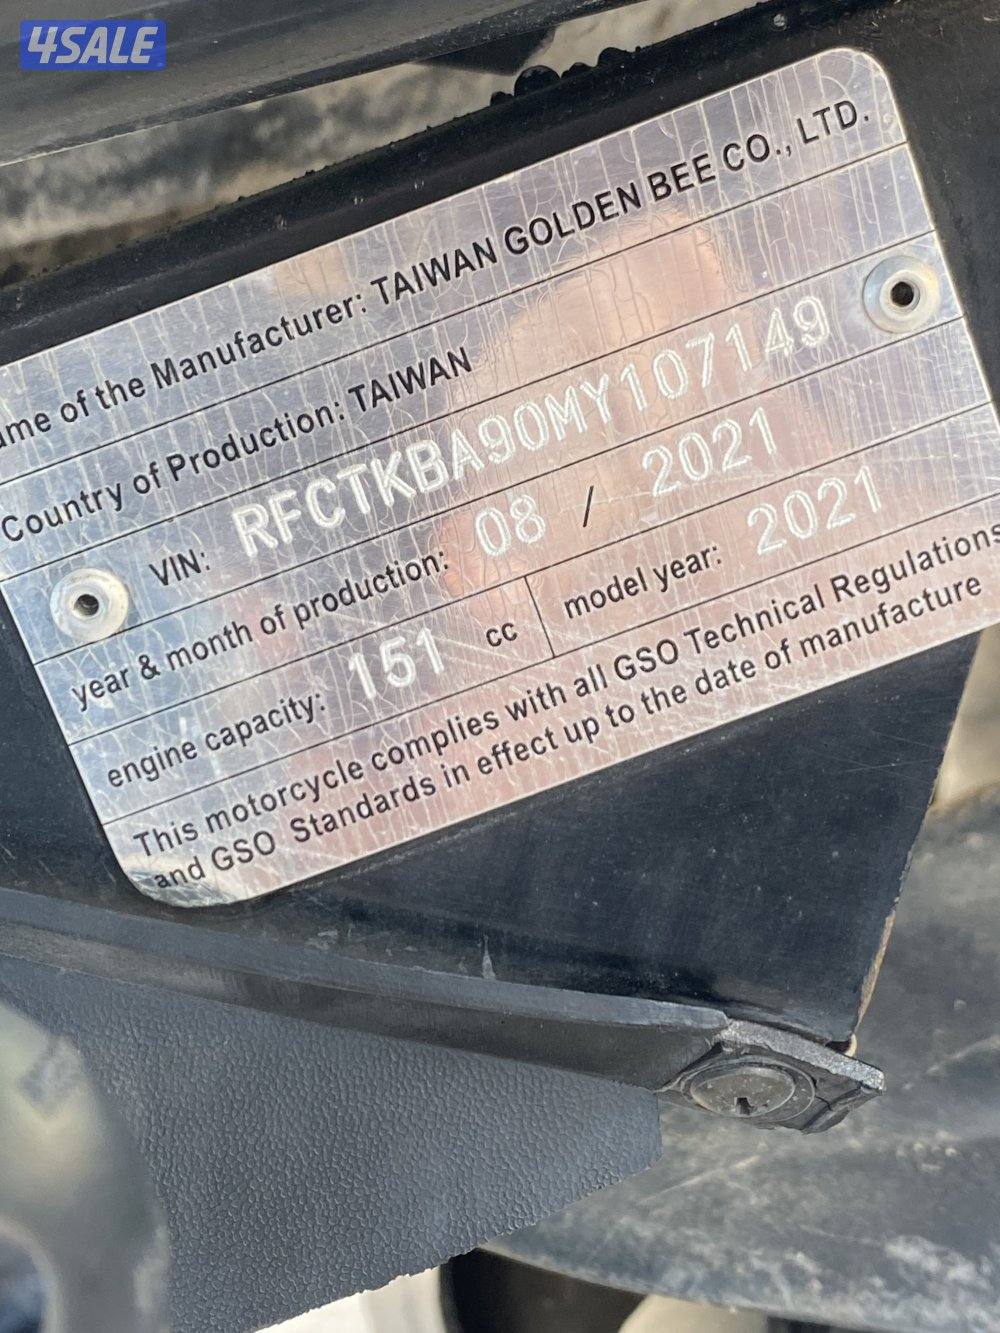 4SALE
me of the Manufacturer: TAIWAN GOLDEN BEE CO., LTD.
Country of Production: TAIWAN
VIN: RFCTKBA90MY107149
year & month of production: 08 / 2021
engine capacity: 151 cc model year: 2021
This motorcycle complies with all GSO Technical Regulations
and GSO Standards in effect up to the date of manufacture